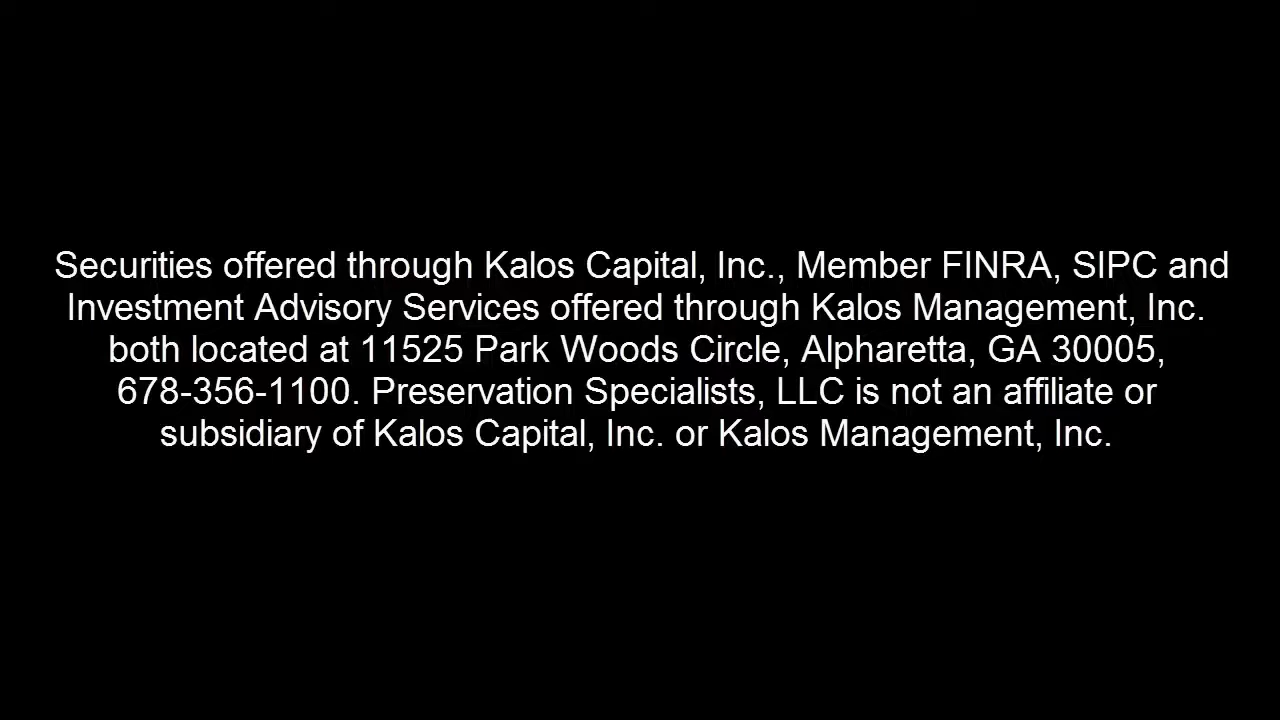 Securities offered through Kalos Capital, Inc., Member FINRA, SIPC and
Investment Advisory Services offered through Kalos Management, Inc.
both located at 11525 Park Woods Circle, Alpharetta, GA 30005,
678-356-1100. Preservation Specialists, LLC is not an affiliate or
subsidiary of Kalos Capital, Inc. or Kalos Management, Inc.